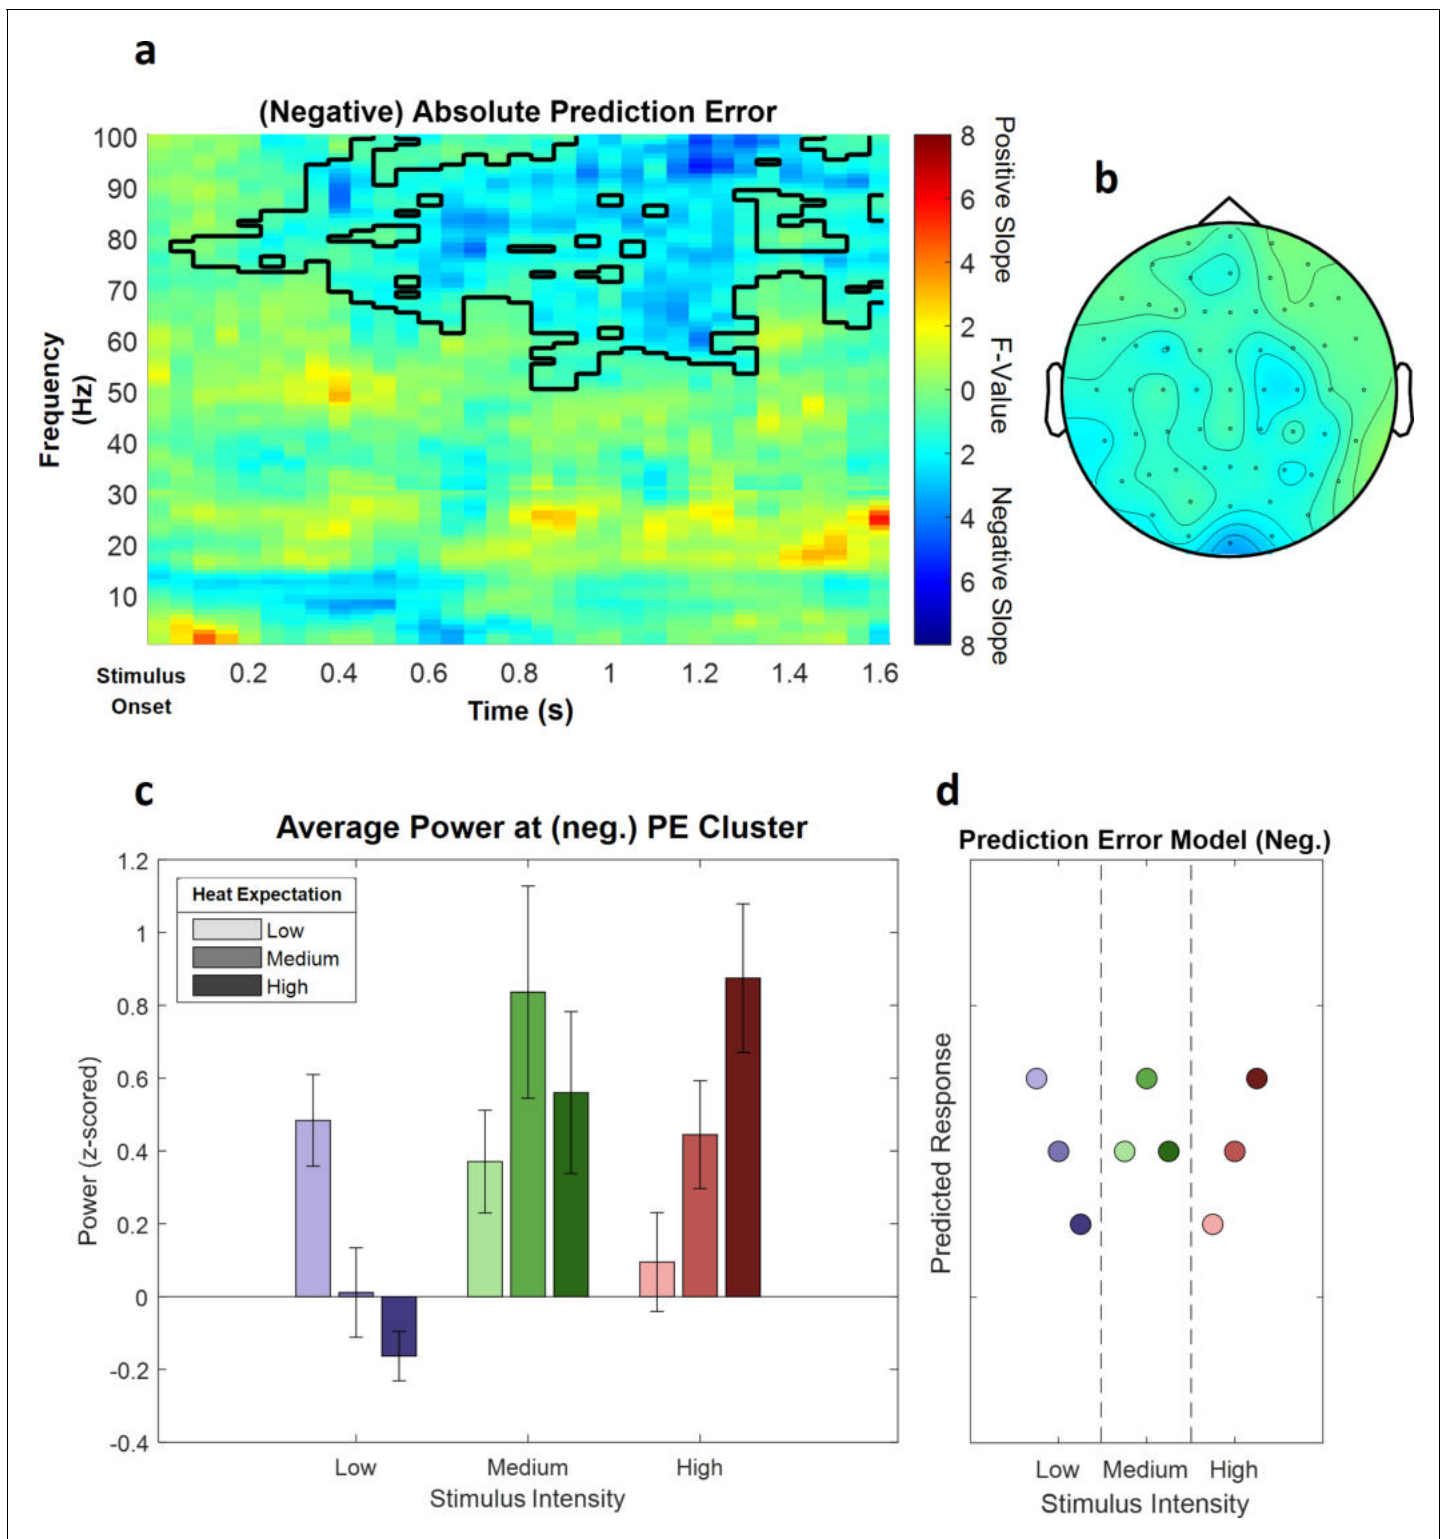 a
(Negative) Absolute Prediction Error
100
90
80
70
60
50
40
30
20
10
Frequency
(Hz)
Stimulus
Onset
0.2
0.4
0.6
0.8
1
1.2
1.4
1.6
Time (s)
8
6
4
2
0
2
4
6
8
Positive Slope
F-Value
Negative Slope
b
c
Average Power at (neg.) PE Cluster
1.2
1
0.8
0.6
0.4
0.2
0
-0.2
-0.4
Power (z-scored)
Heat Expectation
Low
Medium
High
Low
Medium
High
Stimulus Intensity
d
Prediction Error Model (Neg.)
Predicted Response
Low
Medium
High
Stimulus Intensity